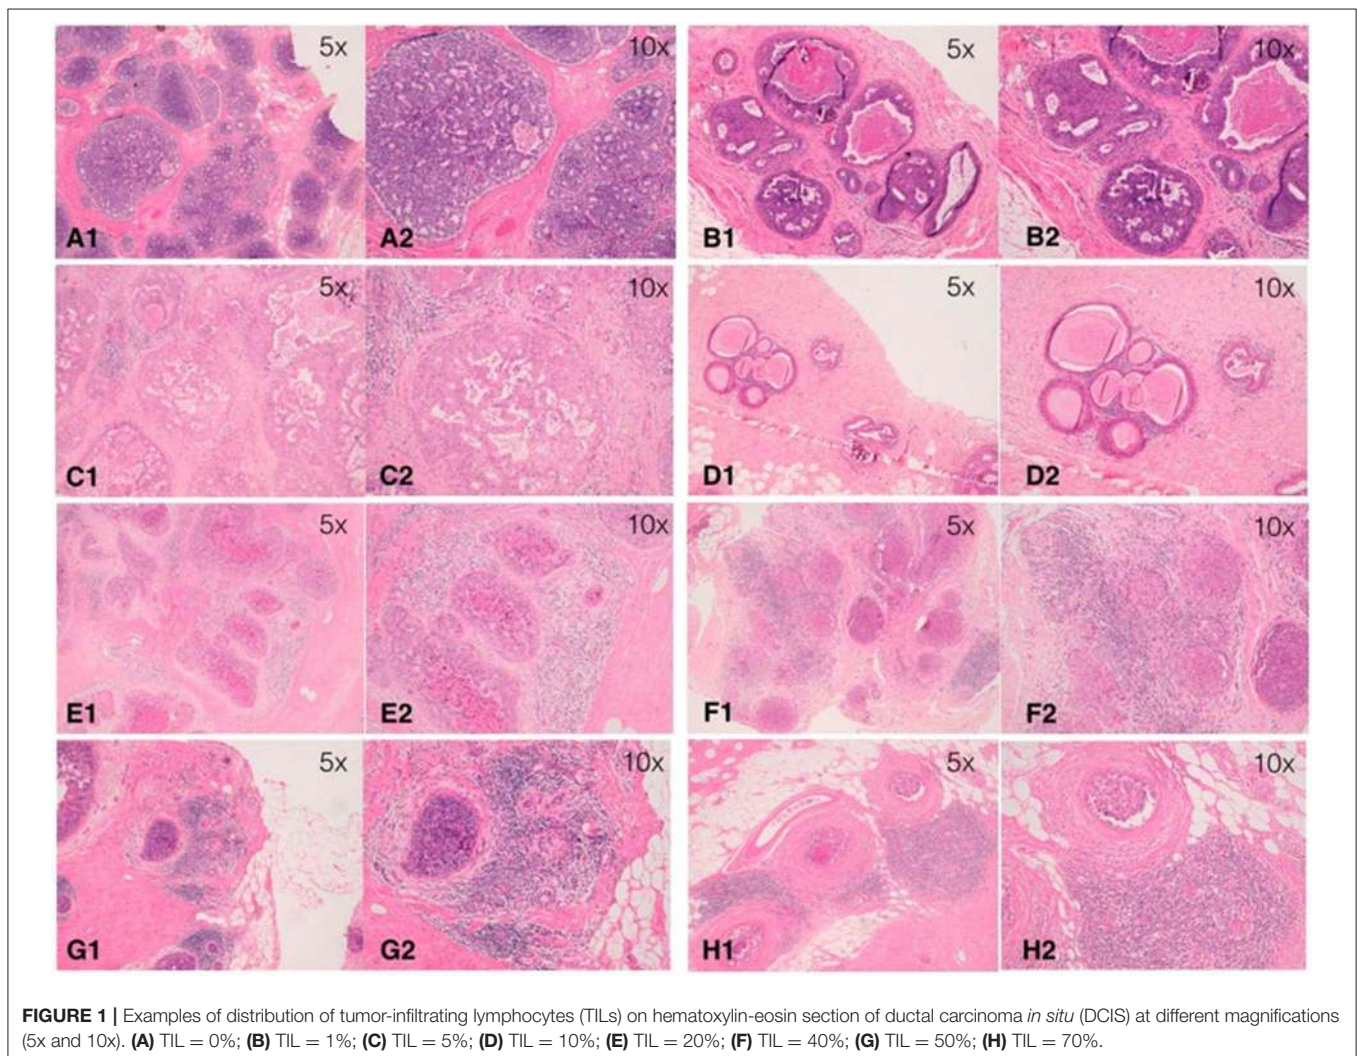 5x 10x 5x 10x
A1 A2 B1 B2
5x 10x 5x 10x
C1 C2 D1 D2
5x 10x 5x 10x
E1 E2 F1 F2
5x 10x 5x 10x
G1 G2 H1 H2
FIGURE 1 | Examples of distribution of tumor-infiltrating lymphocytes (TILs) on hematoxylin-eosin section of ductal carcinoma in situ (DCIS) at different magnifications
(5x and 10x). (A) TIL = 0%; (B) TIL = 1%; (C) TIL = 5%; (D) TIL = 10%; (E) TIL = 20%; (F) TIL = 40%; (G) TIL = 50%; (H) TIL = 70%.